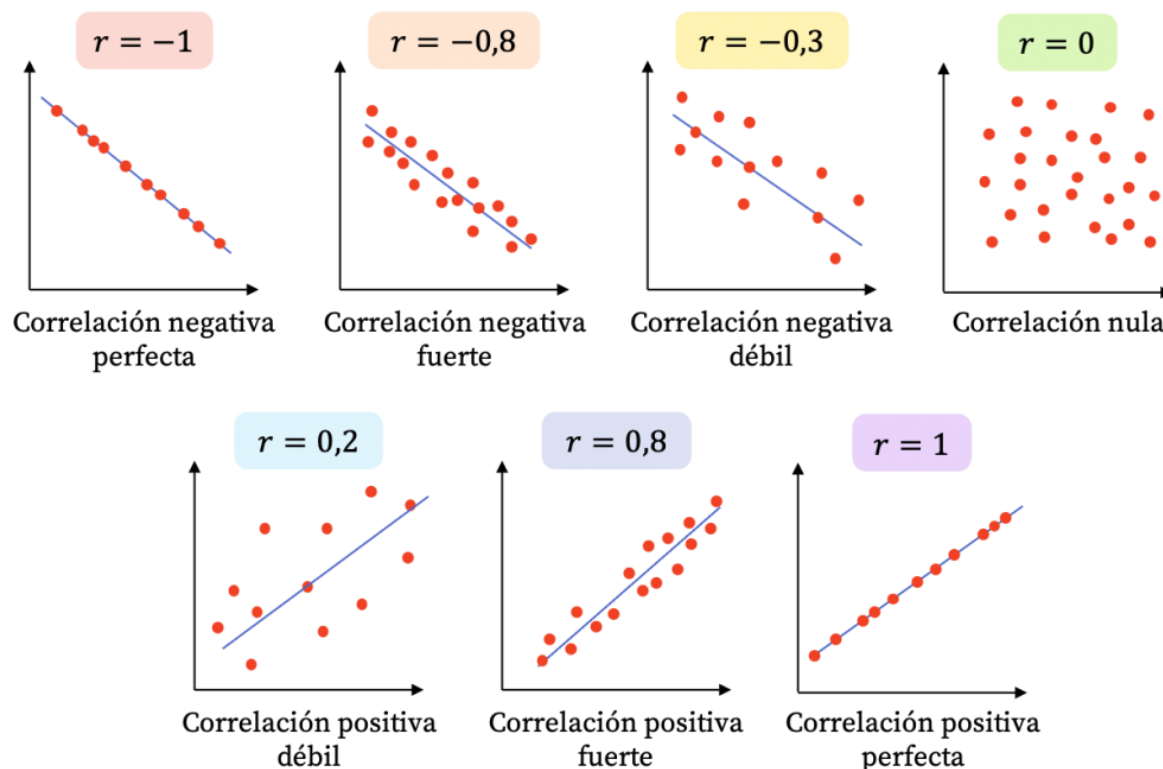 r = −1
r = −0,8
r = −0,3
r = 0
Correlación negativa
perfecta
Correlación negativa
fuerte
Correlación negativa
débil
Correlación nula
r = 0,2
r = 0,8
r = 1
Correlación positiva
débil
Correlación positiva
fuerte
Correlación positiva
perfecta